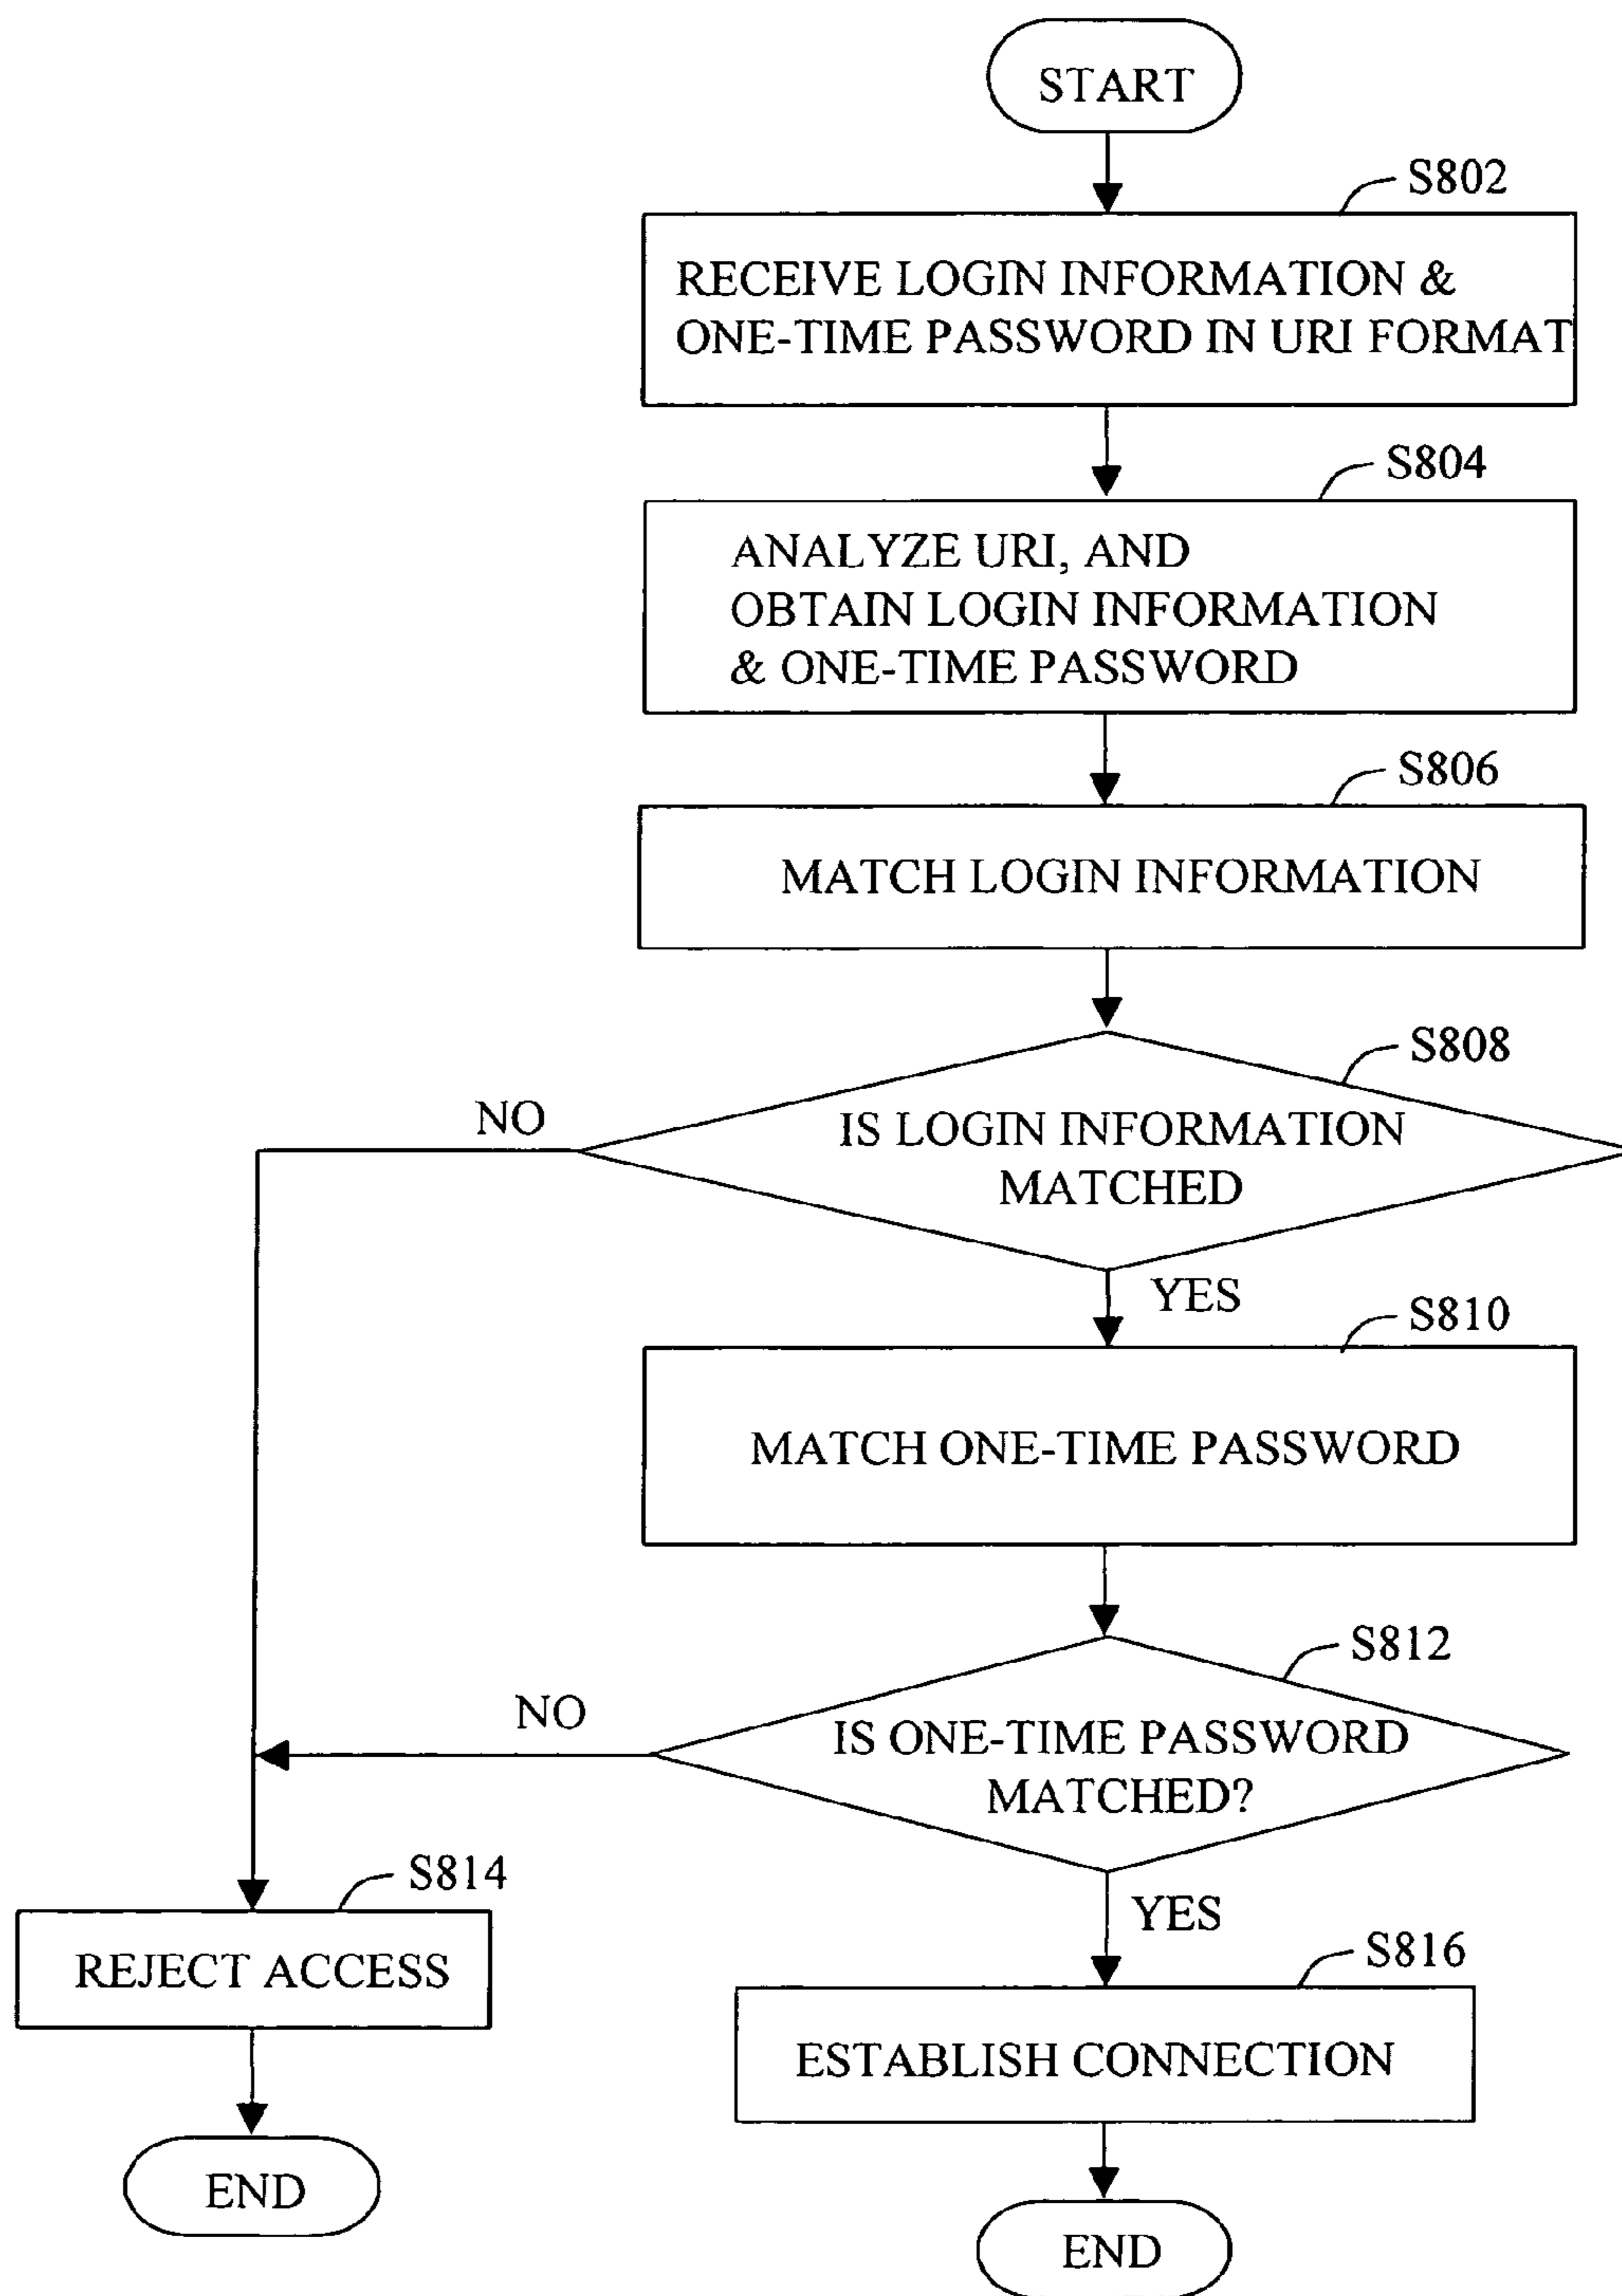 START
S802
RECEIVE LOGIN INFORMATION &
ONE-TIME PASSWORD IN URI FORMAT
S804
ANALYZE URI, AND
OBTAIN LOGIN INFORMATION
& ONE-TIME PASSWORD
S806
MATCH LOGIN INFORMATION
S808
NO
IS LOGIN INFORMATION
MATCHED
YES
S810
MATCH ONE-TIME PASSWORD
S812
NO
IS ONE-TIME PASSWORD
MATCHED?
S814
YES
REJECT ACCESS
S816
ESTABLISH CONNECTION
END
END